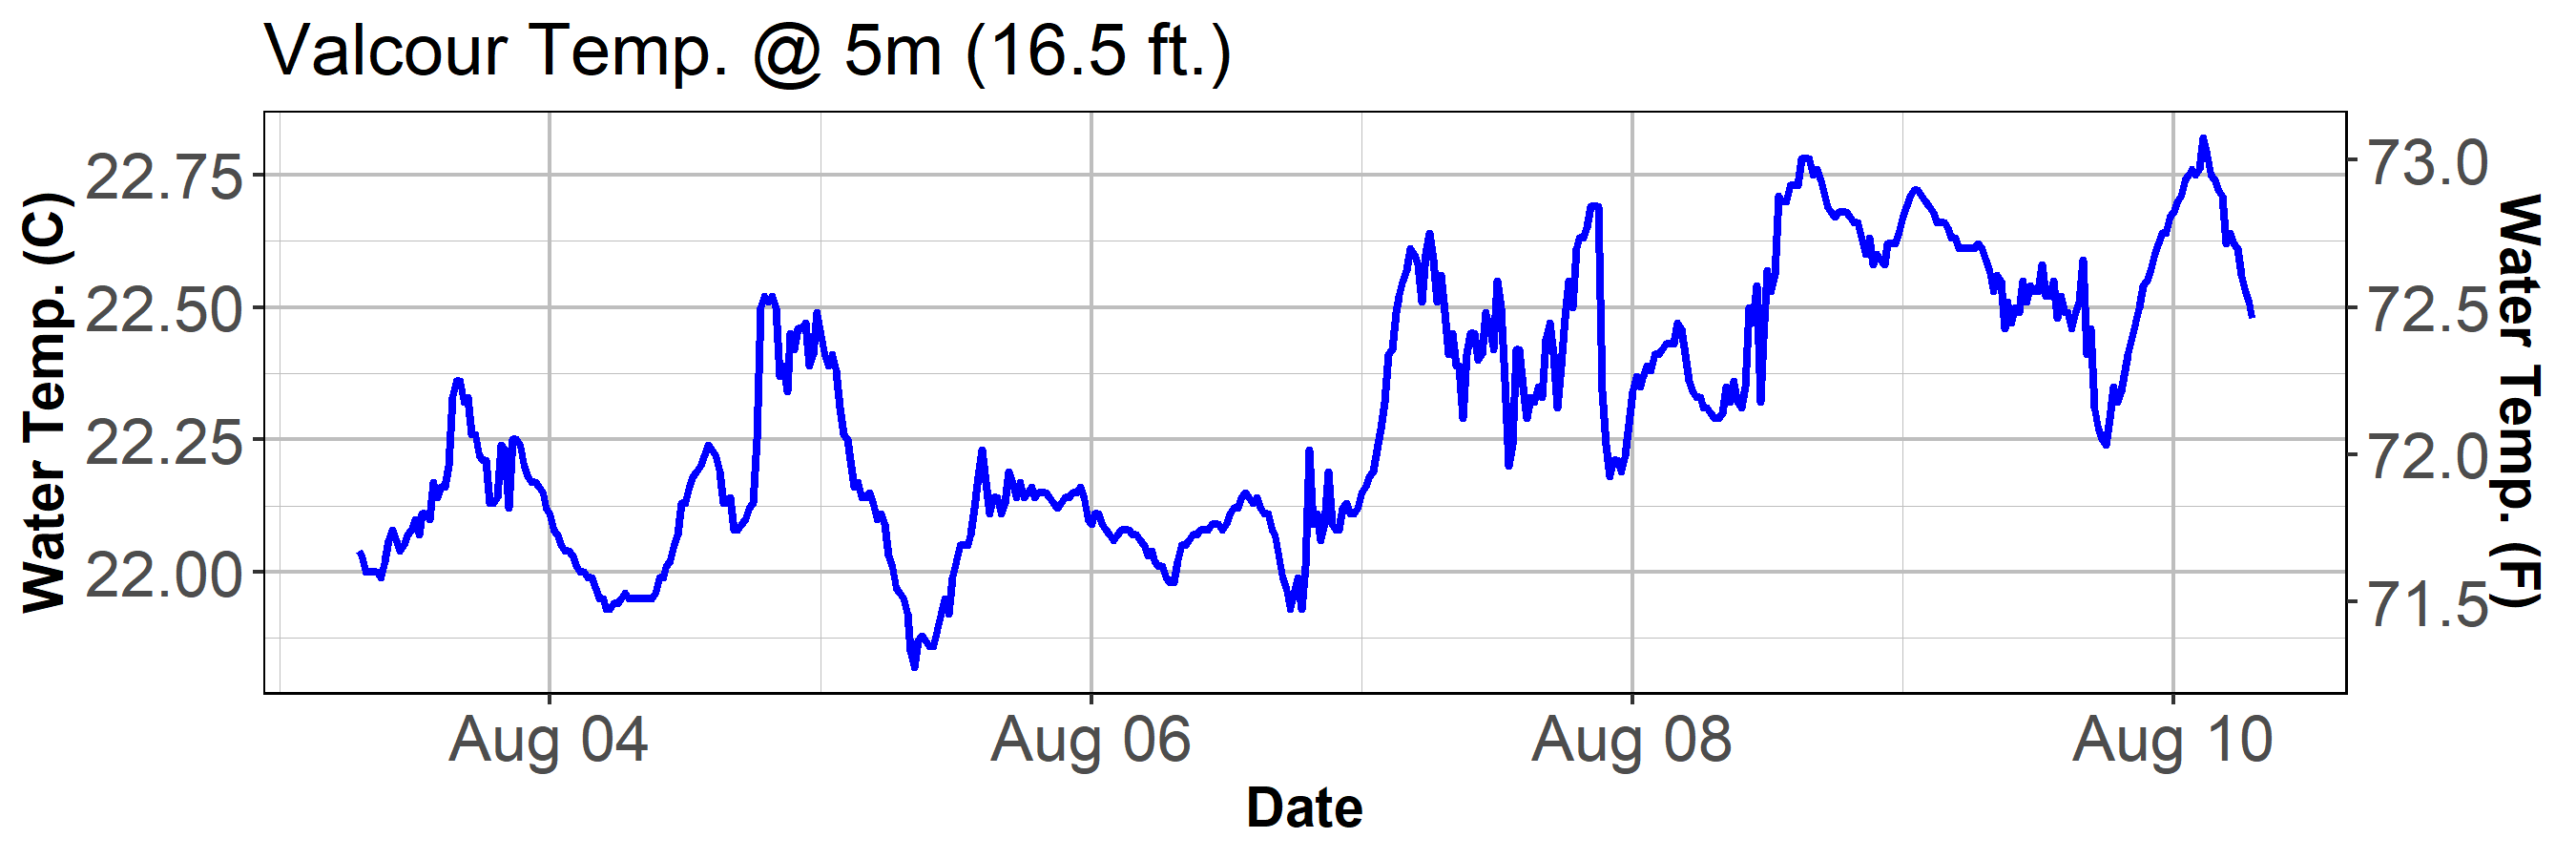 Valcour Temp. @ 5m (16.5 ft.)
Water Temp. (C)
22.75
22.50
22.25
22.00
73.0
72.5
72.0
71.5
Water Temp. (F)
Aug 04 Aug 06 Aug 08 Aug 10
Date